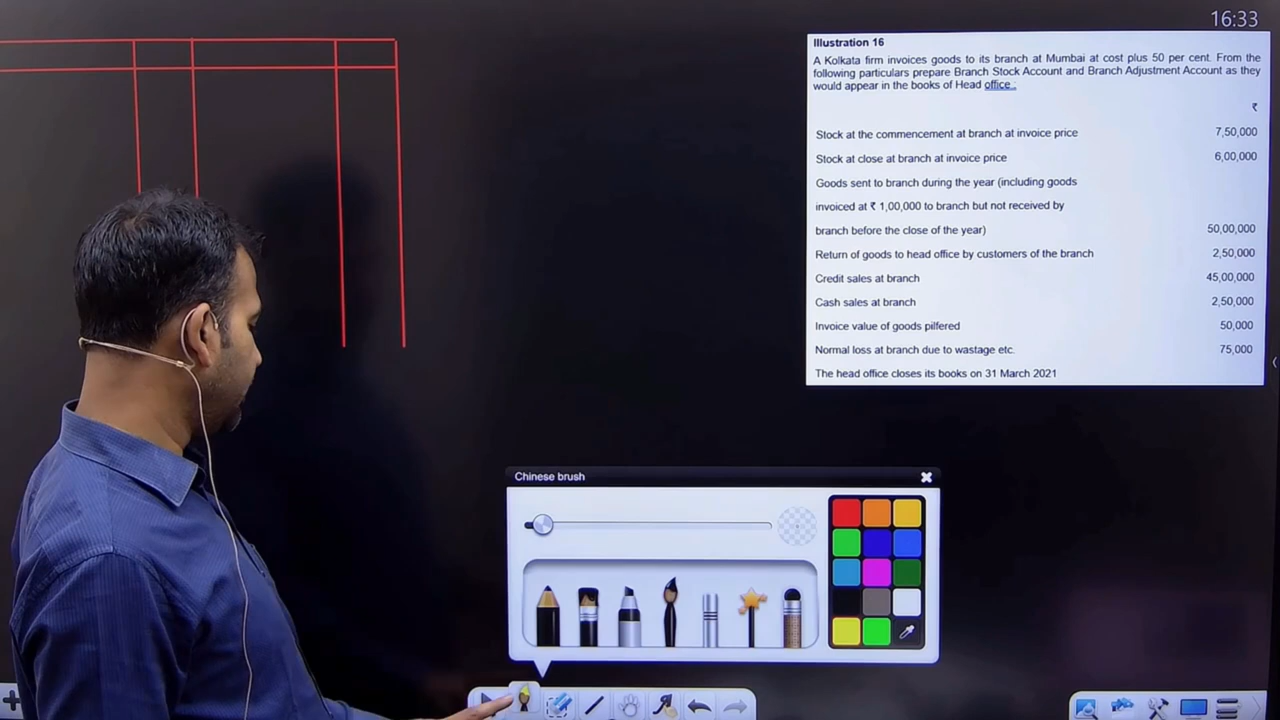 16:33
Illustration 16
A Kolkata firm invoices goods to its branch at Mumbai at cost plus 50 per cent. From the
following particulars prepare Branch Stock Account and Branch Adjustment Account as they
would appear in the books of Head office :
₹
Stock at the commencement at branch at invoice price 7,50,000
Stock at close at branch at invoice price 6,00,000
Goods sent to branch during the year (including goods
invoiced at ₹ 1,00,000 to branch but not received by
branch before the close of the year) 50,00,000
Return of goods to head office by customers of the branch 2,50,000
Credit sales at branch 45,00,000
Cash sales at branch 2,50,000
Invoice value of goods pilfered 50,000
Normal loss at branch due to wastage etc. 75,000
The head office closes its books on 31 March 2021
Chinese brush